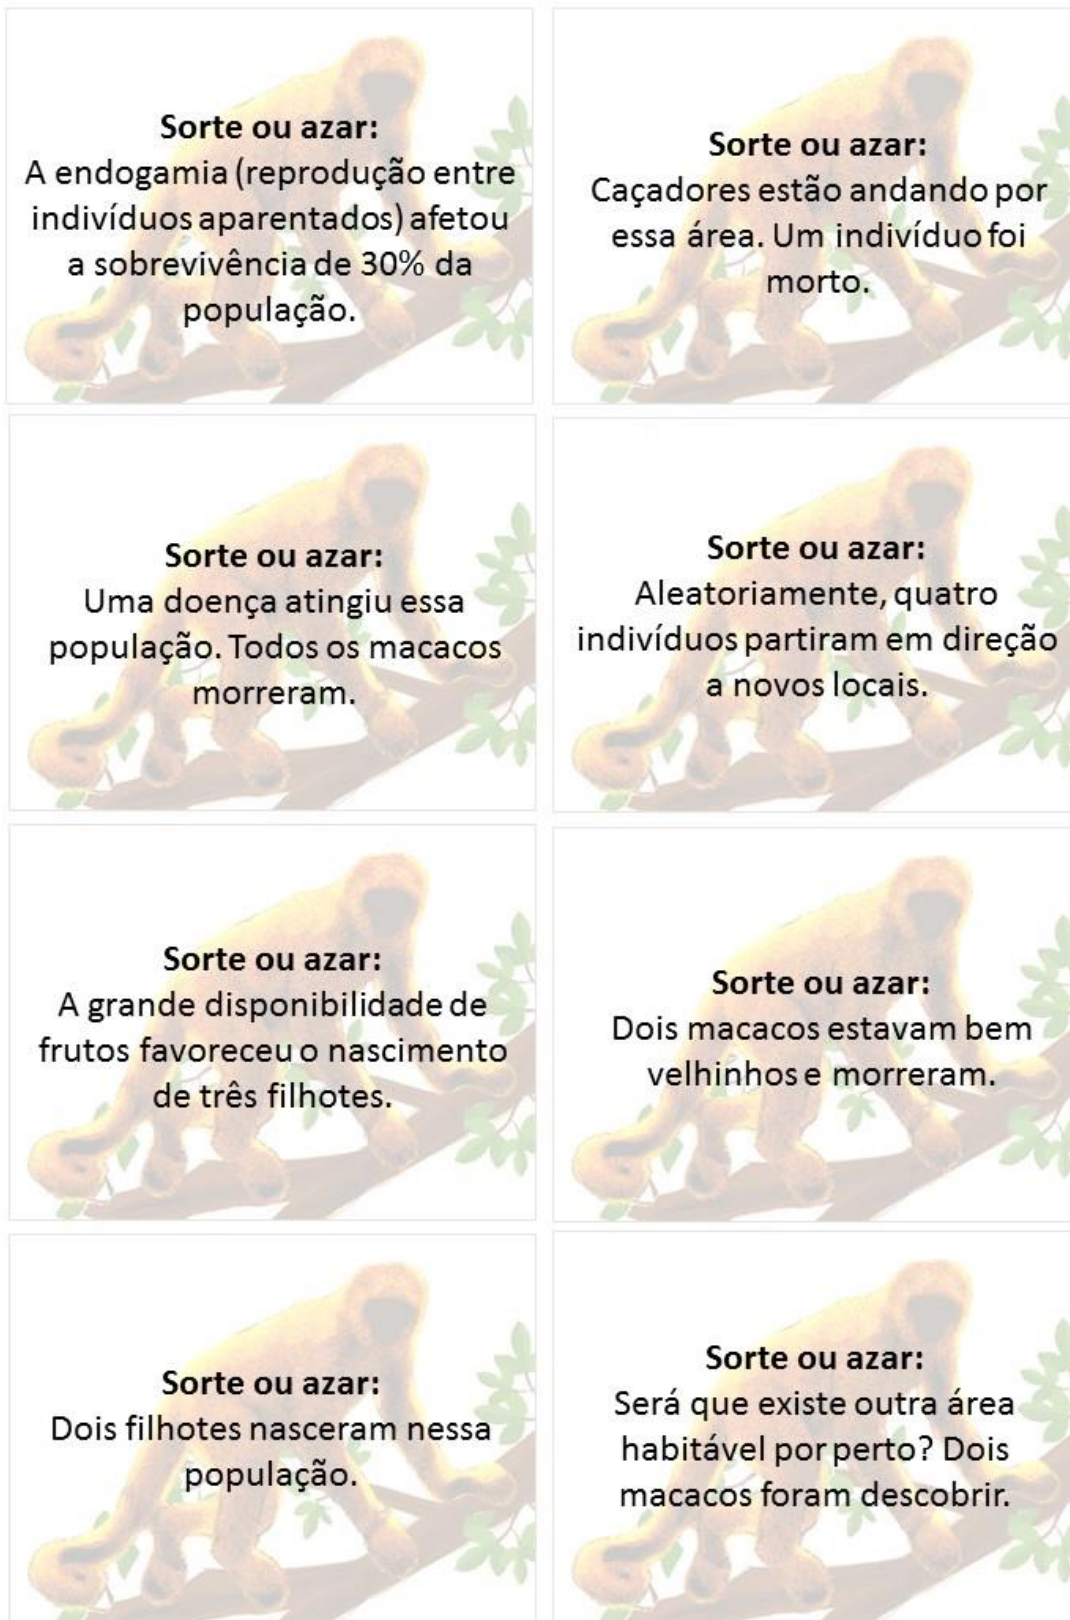 Sorte ou azar:
A endogamia (reprodução entre
indivíduos aparentados) afetou
a sobrevivência de 30% da
população.
Sorte ou azar:
Caçadores estão andando por
essa área. Um indivíduo foi
morto.
Sorte ou azar:
Uma doença atingiu essa
população. Todos os macacos
morreram.
Sorte ou azar:
Aleatoriamente, quatro
indivíduos partiram em direção
a novos locais.
Sorte ou azar:
A grande disponibilidade de
frutos favoreceu o nascimento
de três filhotes.
Sorte ou azar:
Dois macacos estavam bem
velhinhos e morreram.
Sorte ou azar:
Dois filhotes nasceram nessa
população.
Sorte ou azar:
Será que existe outra área
habitável por perto? Dois
macacos foram descobrir.